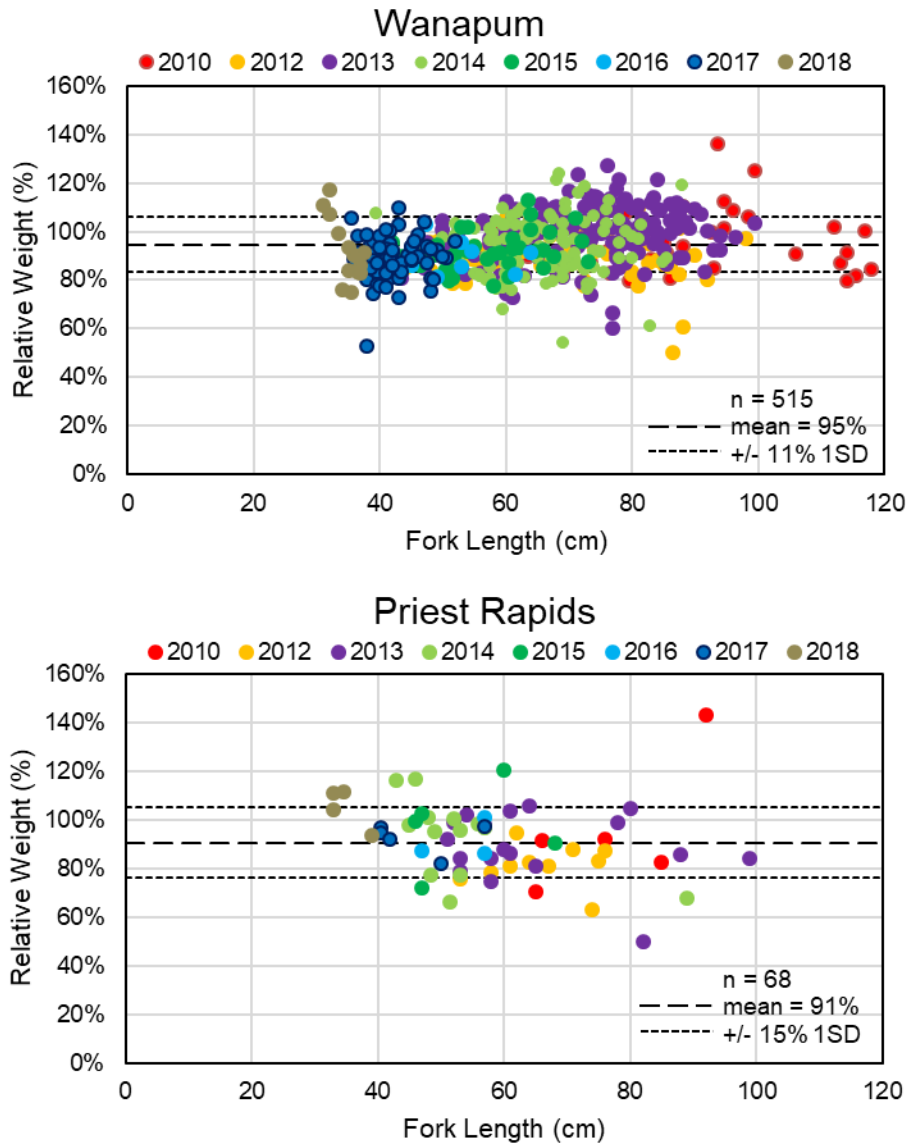 Wanapum
2010 2012 2013 2014 2015 2016 2017 2018
160%
140%
120%
100%
80%
60%
40%
20%
0%
Relative Weight (%)
n = 515
mean = 95%
+/- 11% 1SD
0 20 40 60 80 100 120
Fork Length (cm)
Priest Rapids
2010 2012 2013 2014 2015 2016 2017 2018
160%
140%
120%
100%
80%
60%
40%
20%
0%
Relative Weight (%)
n = 68
mean = 91%
+/- 15% 1SD
0 20 40 60 80 100 120
Fork Length (cm)